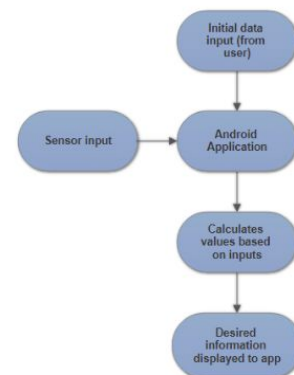 Initial data
input (from
user)
Sensor input
Android
Application
Calculates
values based
on inputs
Desired
information
displayed to app